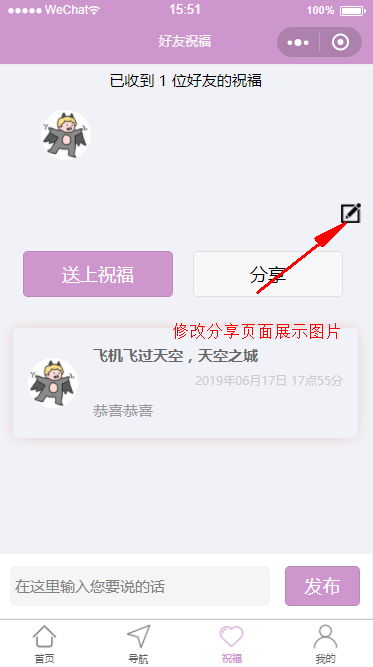 WeChat 15:51 100%
好友祝福
已收到 1 位好友的祝福
送上祝福 分享
修改分享页面展示图片
飞机飞过天空，天空之城
2019年06月17日 17点55分
恭喜恭喜
在这里输入您要说的话 发布
首页 导航 祝福 我的